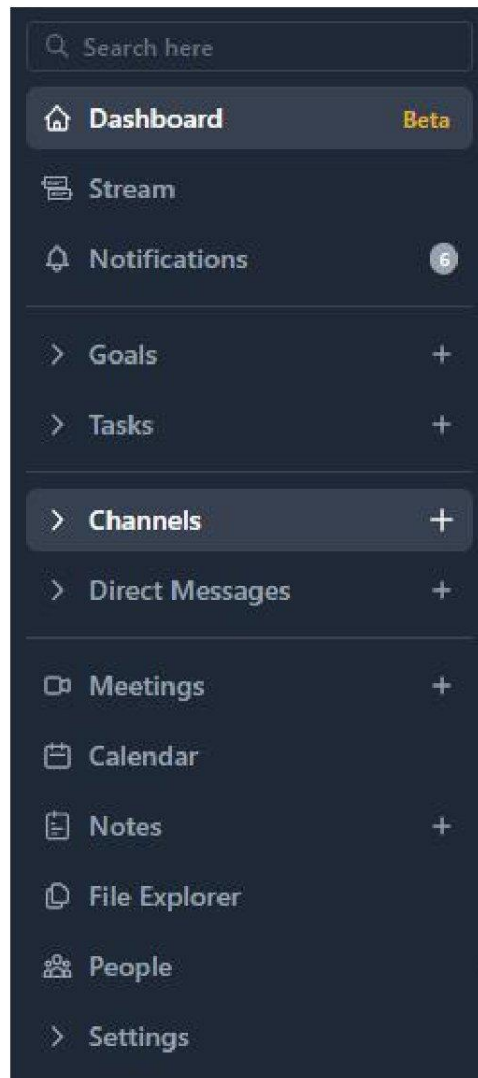 Search here
Dashboard Beta
Stream
Notifications 6
Goals +
Tasks +
Channels +
Direct Messages +
Meetings +
Calendar
Notes +
File Explorer
People
Settings